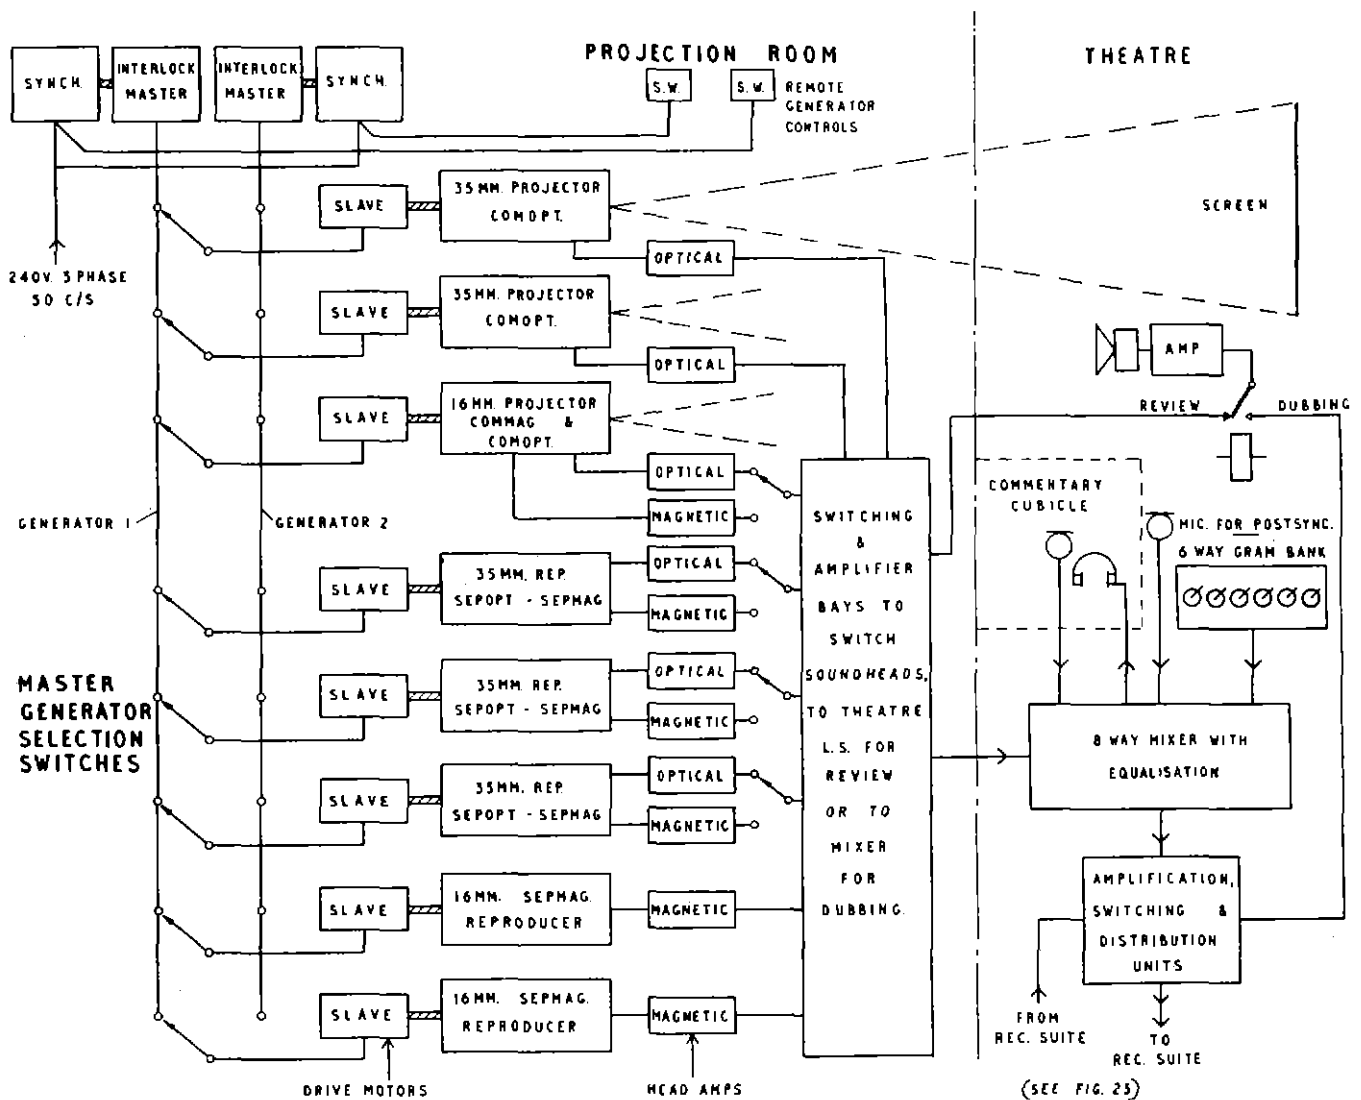 PROJECTION ROOM
THEATRE
SYNCH.
INTERLOCK
MASTER
INTERLOCK
MASTER
SYNCH.
S.W.
S.W.
REMOTE
GENERATOR
CONTROLS
240V. 3 PHASE
50 C/S
SLAVE
35MM. PROJECTOR
COMOPT.
OPTICAL
SCREEN
SLAVE
35MM. PROJECTOR
COMOPT.
OPTICAL
AMP
REVIEW
DUBBING
SLAVE
16MM. PROJECTOR
COMMAG &
COMOPT.
OPTICAL
MAGNETIC
GENERATOR 1
GENERATOR 2
COMMENTARY
CUBICLE
MIC. FOR POSTSYNC.
6 WAY GRAM BANK
SLAVE
35MM. REP.
SEPOPT - SEPMAG
OPTICAL
MAGNETIC
SWITCHING
&
AMPLIFIER
BAYS TO
SWITCH
SOUNDHEADS,
TO THEATRE
L.S. FOR
REVIEW
OR TO
MIXER
FOR
DUBBING.
MASTER
GENERATOR
SELECTION
SWITCHES
SLAVE
35MM. REP.
SEPOPT - SEPMAG
OPTICAL
MAGNETIC
8 WAY MIXER WITH
EQUALISATION
SLAVE
35MM. REP.
SEPOPT - SEPMAG
OPTICAL
MAGNETIC
SLAVE
16MM. SEPMAG.
REPRODUCER
MAGNETIC
AMPLIFICATION,
SWITCHING &
DISTRIBUTION
UNITS
SLAVE
16MM. SEPMAG.
REPRODUCER
MAGNETIC
FROM
REC. SUITE
TO
REC. SUITE
DRIVE MOTORS
HEAD AMPS
(SEE FIG. 25)